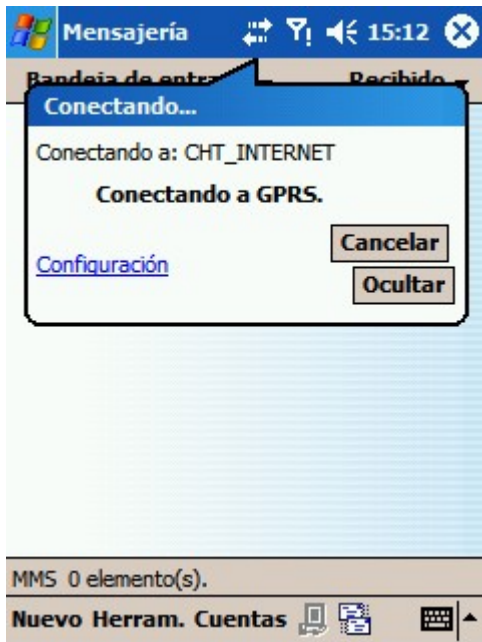 Mensajería 15:12
Bandeja de entra Recibido
Conectando...
Conectando a: CHT_INTERNET
Conectando a GPRS.
Cancelar
Configuración
Ocultar
MMS 0 elemento(s).
Nuevo Herram. Cuentas